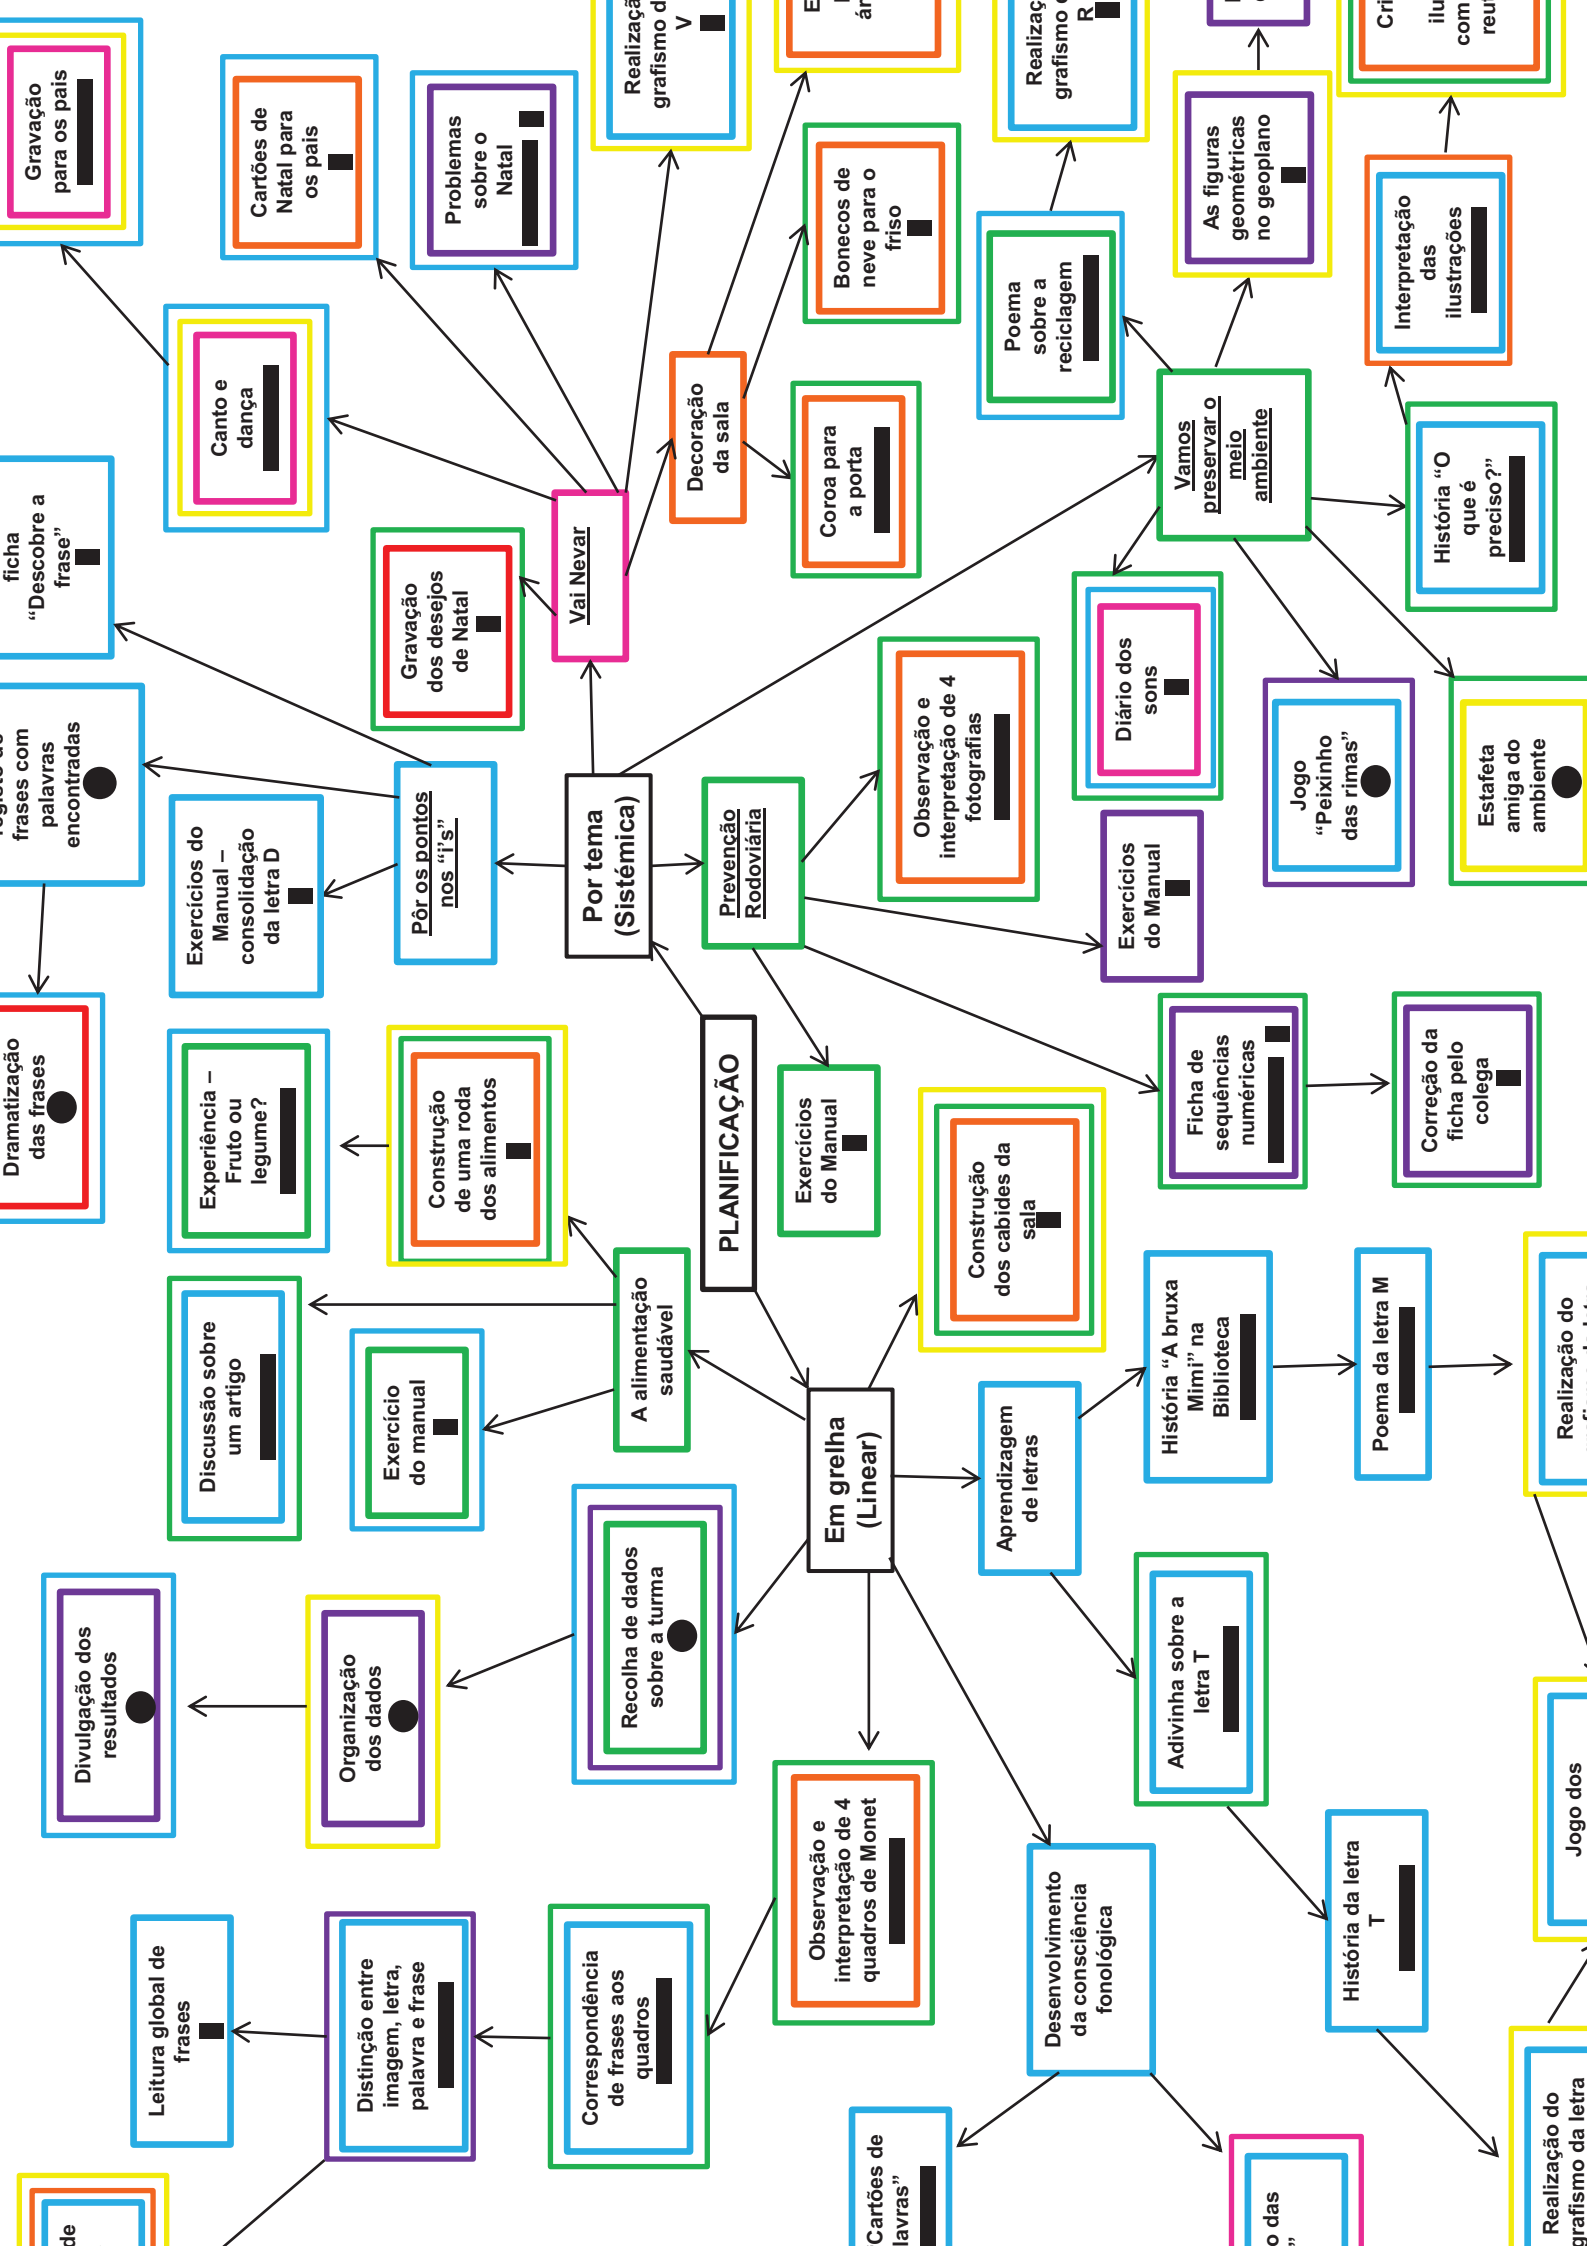 Gravação
para os pais
Cartões de
Natal para
os pais
Problemas
sobre o
Natal
Canto e
dança
ficha
“Descobre a
frase”
frases com
palavras
encontradas
Dramatização
das frases
Exercícios do
Manual –
consolidação
da letra D
Pôr os pontos
nos “i’s”
Gravação
dos desejos
de Natal
Vai Nevar
Decoração
da sala
Coroa para
a porta
Bonecos de
neve para o
friso
grafismo d
V
Poema
sobre a
reciclagem
grafismo
R
As figuras
geométricas
no geoplano
Interpretação
das
ilustrações
com
História “O
que é
preciso?”
Vamos
preservar o
meio
ambiente
Diário dos
sons
Jogo
“Peixinho
das rimas”
Estafeta
amiga do
ambiente
Por tema
(Sistémica)
Prevenção
Rodoviária
Observação e
interpretação de 4
fotografias
Exercícios
do Manual
Exercícios
do Manual
Ficha de
sequências
numéricas
Correção da
ficha pelo
colega
PLANIFICAÇÃO
Em grelha
(Linear)
Experiência –
Fruto ou
legume?
Construção
de uma roda
dos alimentos
Discussão sobre
um artigo
Exercício
do manual
A alimentação
saudável
Construção
dos cabides da
sala
Aprendizagem
de letras
História “A bruxa
Mimi” na
Biblioteca
Poema da letra M
Realização do
Adivinha sobre a
letra T
História da letra
T
Realização do
grafismo da letra
Jogo dos
Recolha de dados
sobre a turma
Organização
dos dados
Divulgação dos
resultados
Observação e
interpretação de 4
quadros de Monet
Correspondência
de frases aos
quadros
Distinção entre
imagem, letra,
palavra e frase
Leitura global de
frases
de
Desenvolvimento
da consciência
fonológica
Cartões de
lavras”
o das
”